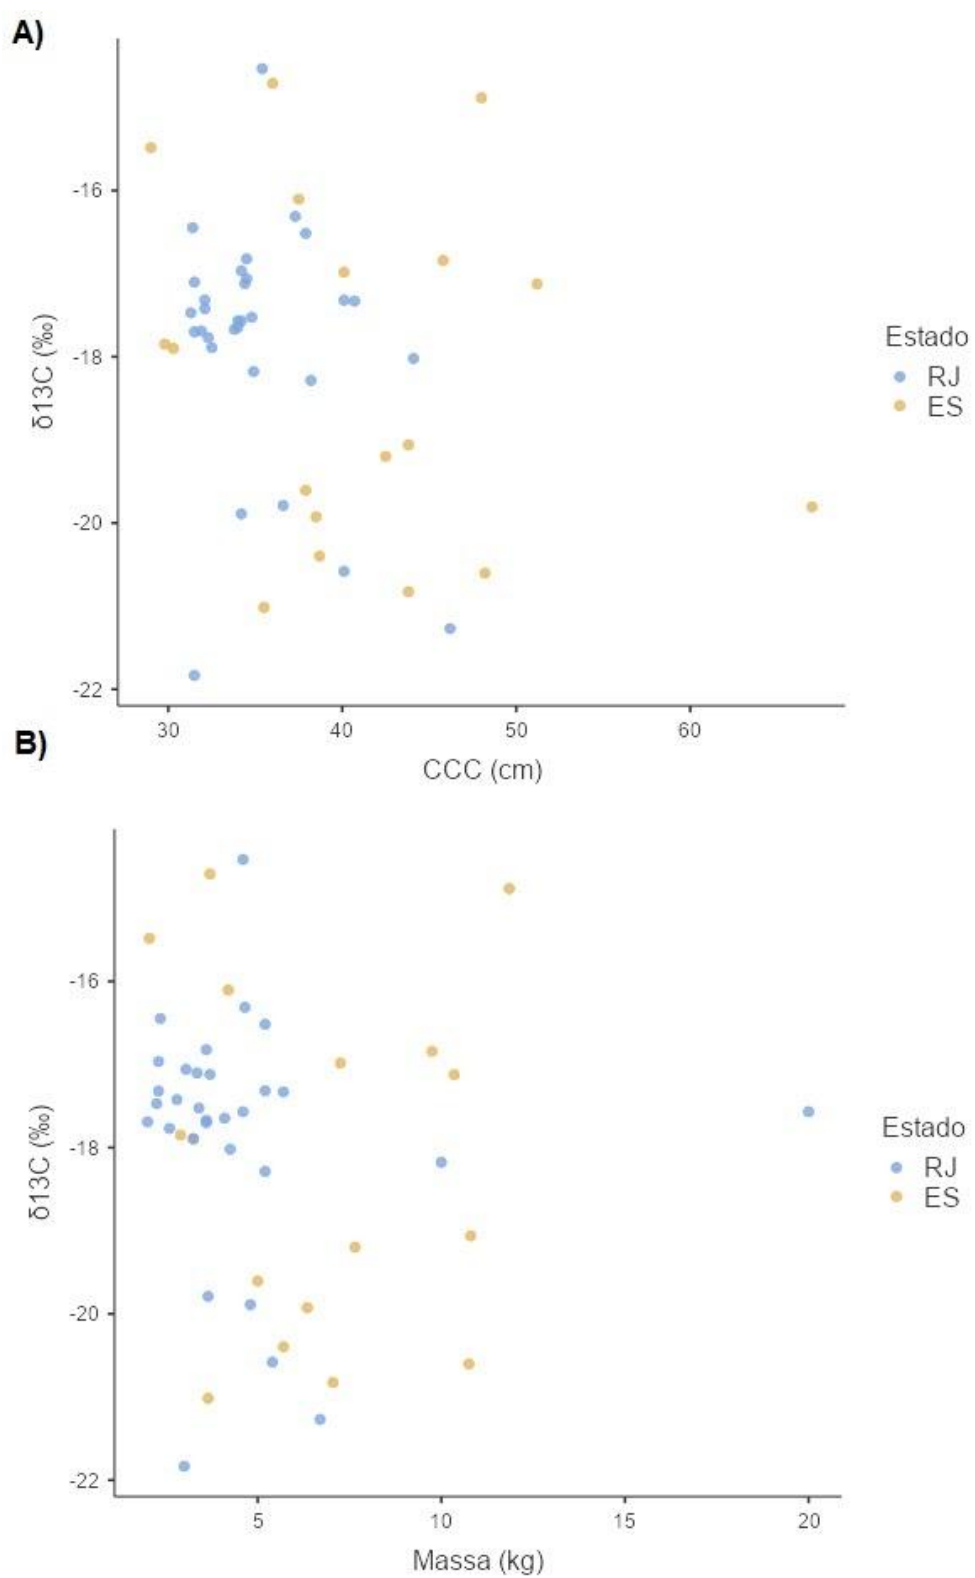 A)
-16
-18
-20
-22
δ13C (‰)
30 40 50 60
CCC (cm)
Estado
RJ
ES
B)
-16
-18
-20
-22
δ13C (‰)
5 10 15 20
Massa (kg)
Estado
RJ
ES